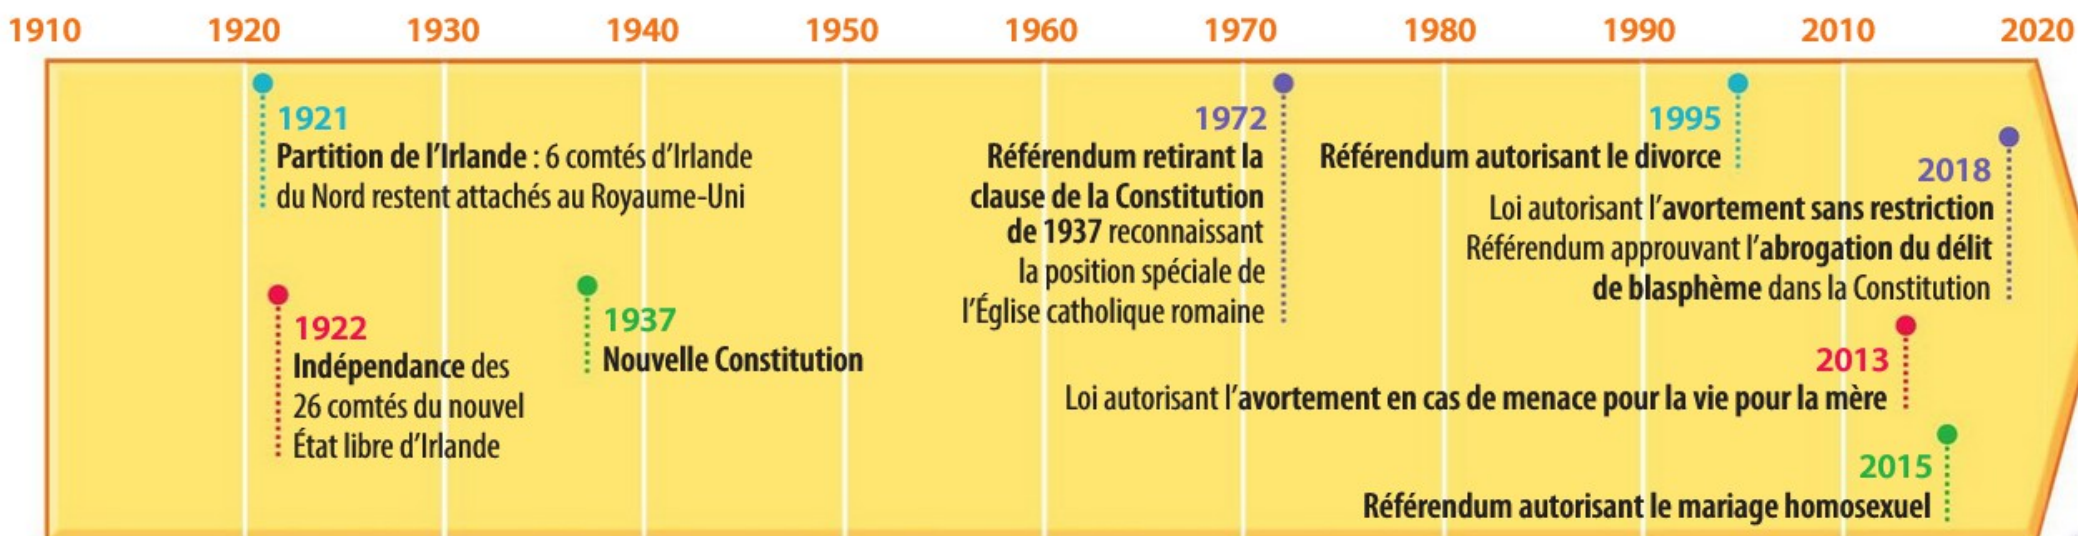 1910 1920 1930 1940 1950 1960 1970 1980 1990 2010 2020
1921
Partition de l'Irlande : 6 comtés d'Irlande
du Nord restent attachés au Royaume-Uni
1922
Indépendance des
26 comtés du nouvel
État libre d'Irlande
1937
Nouvelle Constitution
1972
Référendum retirant la
clause de la Constitution
de 1937 reconnaissant
la position spéciale de
l'Église catholique romaine
1995
Référendum autorisant le divorce
2018
Loi autorisant l'avortement sans restriction
Référendum approuvant l'abrogation du délit
de blasphème dans la Constitution
2013
Loi autorisant l'avortement en cas de menace pour la vie pour la mère
2015
Référendum autorisant le mariage homosexuel